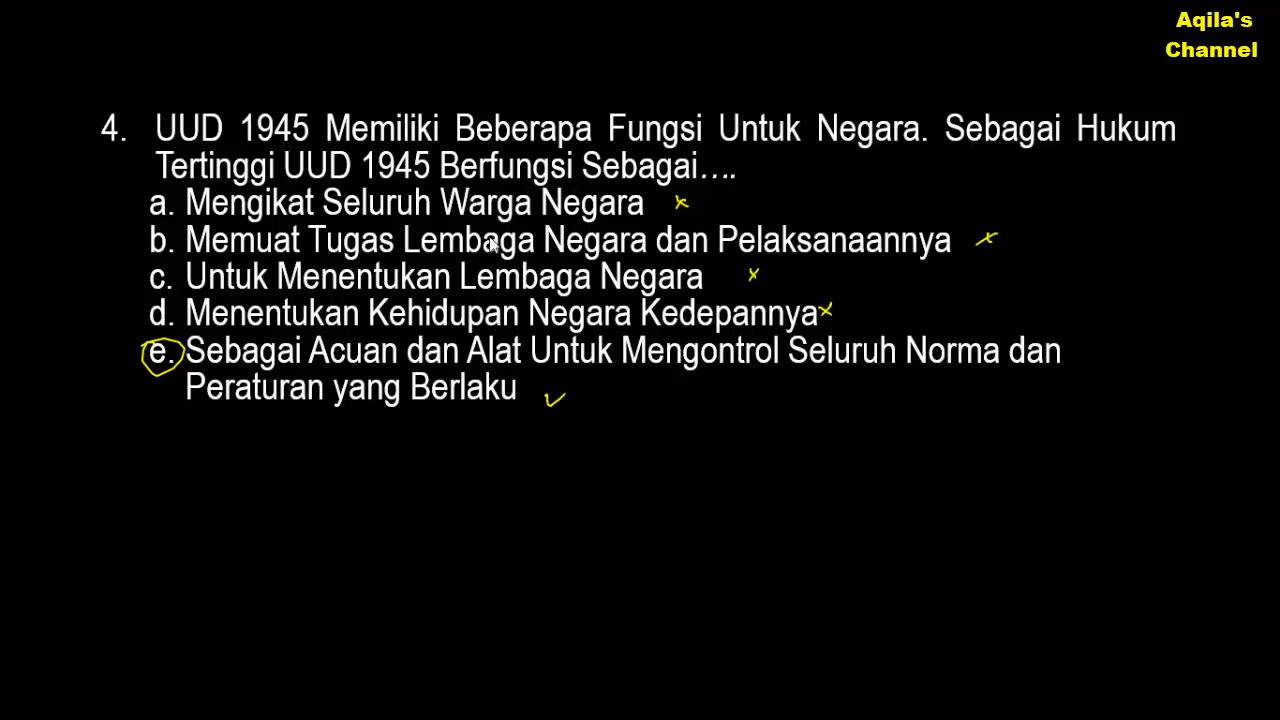 Aqila's
Channel
4. UUD 1945 Memiliki Beberapa Fungsi Untuk Negara. Sebagai Hukum
Tertinggi UUD 1945 Berfungsi Sebagai….
a. Mengikat Seluruh Warga Negara
b. Memuat Tugas Lembaga Negara dan Pelaksanaannya
c. Untuk Menentukan Lembaga Negara
d. Menentukan Kehidupan Negara Kedepannya
e. Sebagai Acuan dan Alat Untuk Mengontrol Seluruh Norma dan
Peraturan yang Berlaku